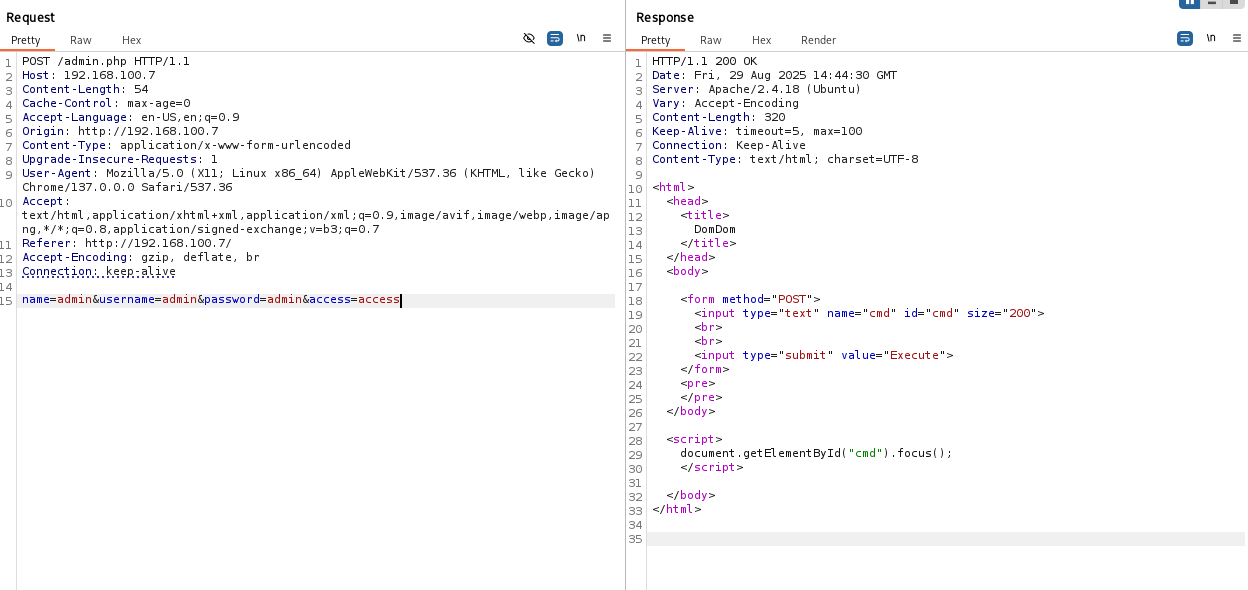 Request
Pretty Raw Hex
\n
1 POST /admin.php HTTP/1.1
2 Host: 192.168.100.7
3 Content-Length: 54
4 Cache-Control: max-age=0
5 Accept-Language: en-US,en;q=0.9
6 Origin: http://192.168.100.7
7 Content-Type: application/x-www-form-urlencoded
8 Upgrade-Insecure-Requests: 1
9 User-Agent: Mozilla/5.0 (X11; Linux x86_64) AppleWebKit/537.36 (KHTML, like Gecko)
Chrome/137.0.0.0 Safari/537.36
10 Accept:
text/html,application/xhtml+xml,application/xml;q=0.9,image/avif,image/webp,image/ap
ng,*/*;q=0.8,application/signed-exchange;v=b3;q=0.7
11 Referer: http://192.168.100.7/
12 Accept-Encoding: gzip, deflate, br
13 Connection: keep-alive
14
15 name=admin&username=admin&password=admin&access=access
Response
Pretty Raw Hex Render
\n
1 HTTP/1.1 200 OK
2 Date: Fri, 29 Aug 2025 14:44:30 GMT
3 Server: Apache/2.4.18 (Ubuntu)
4 Vary: Accept-Encoding
5 Content-Length: 320
6 Keep-Alive: timeout=5, max=100
7 Connection: Keep-Alive
8 Content-Type: text/html; charset=UTF-8
9
10 <html>
11 <head>
12 <title>
13 DomDom
14 </title>
15 </head>
16 <body>
17
18 <form method="POST">
19 <input type="text" name="cmd" id="cmd" size="200">
20 <br>
21 <br>
22 <input type="submit" value="Execute">
23 </form>
24 <pre>
25 </pre>
26 </body>
27
28 <script>
29 document.getElementById("cmd").focus();
30 </script>
31
32 </body>
33 </html>
34
35